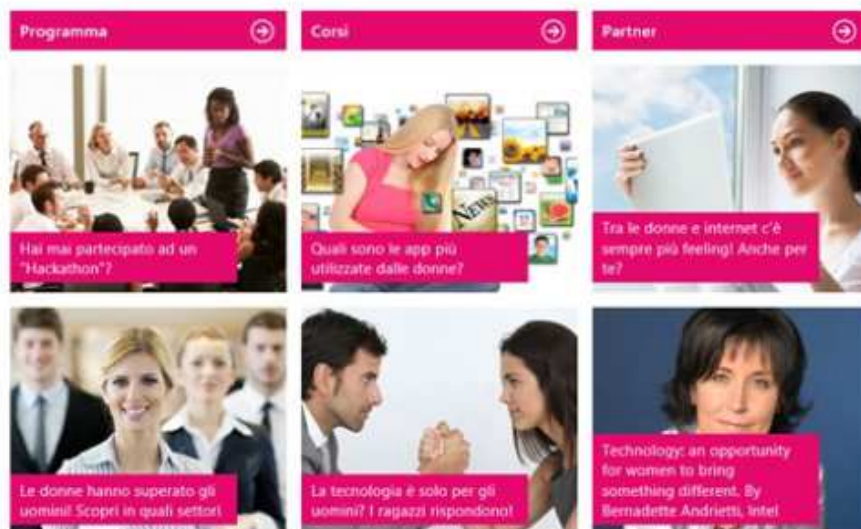 Programma
Corsi
Partner
Hai mai partecipato ad un
"Hackathon"?
Quali sono le app più
utilizzate dalle donne?
NEWS
Tra le donne e internet c'è
sempre più feeling! Anche per
te?
Le donne hanno superato gli
uomini! Scopri in quali settori
La tecnologia è solo per gli
uomini? I ragazzi rispondono!
Technology: an opportunity
for women to bring
something different. By
Bernadette Andrietti, Intel